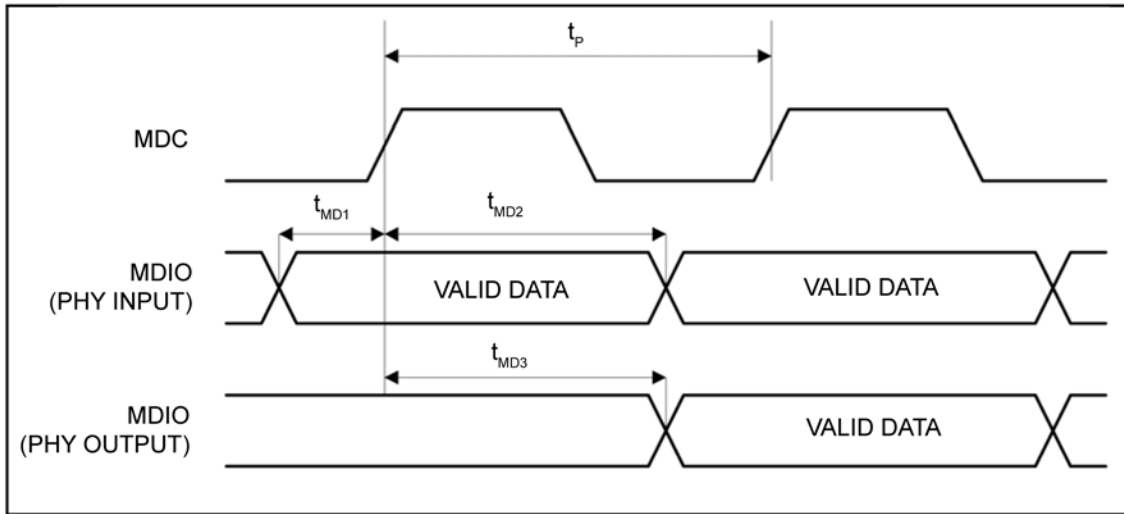 tP
MDC
tMD1
tMD2
MDIO
(PHY INPUT)
VALID DATA
VALID DATA
tMD3
MDIO
(PHY OUTPUT)
VALID DATA